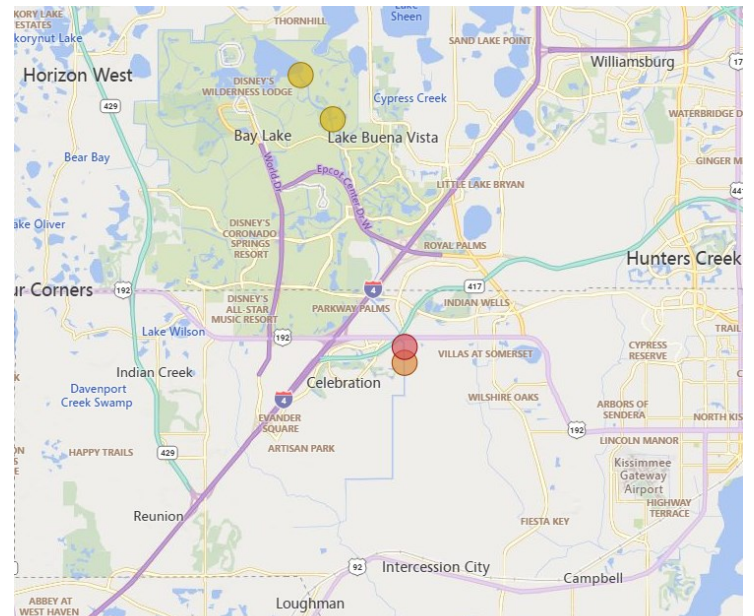 KORY LAKE
ESTATES
korynut Lake
THORNHILL
Lake
Sheen
SAND LAKE POINT
Williamsburg
17
Horizon West
429
DISNEY'S
WILDERNESS LODGE
Cypress Creek
WATERBRIDGE D
Bay Lake
Lake Buena Vista
Bear Bay
GINGER M
World Dr
Epcot Center Dr W
LITTLE LAKE BRYAN
441
ake Oliver
DISNEY'S
CORONADO
SPRINGS
RESORT
ROYAL PALMS
Hunters Creek
ur Corners
192
4
417
DISNEY'S
ALL-STAR
MUSIC RESORT
PARKWAY PALMS
INDIAN WELLS
Lake Wilson
192
TRAIL
CYPRESS
RESERVE
VILLAS AT SOMERSET
Indian Creek
Celebration
Davenport
Creek Swamp
4
WILSHIRE OAKS
ARBORS OF
SENDERA
NORTH KIS
EVANDER
SQUARE
192
LINCOLN MANOR
HAPPY TRAILS
429
ARTISAN PARK
Kissimmee
Gateway
Airport
HIGHWAY
TERRACE
Reunion
FIESTA KEY
92
Intercession City
Campbell
ABBEY AT
WEST HAVEN
Loughman